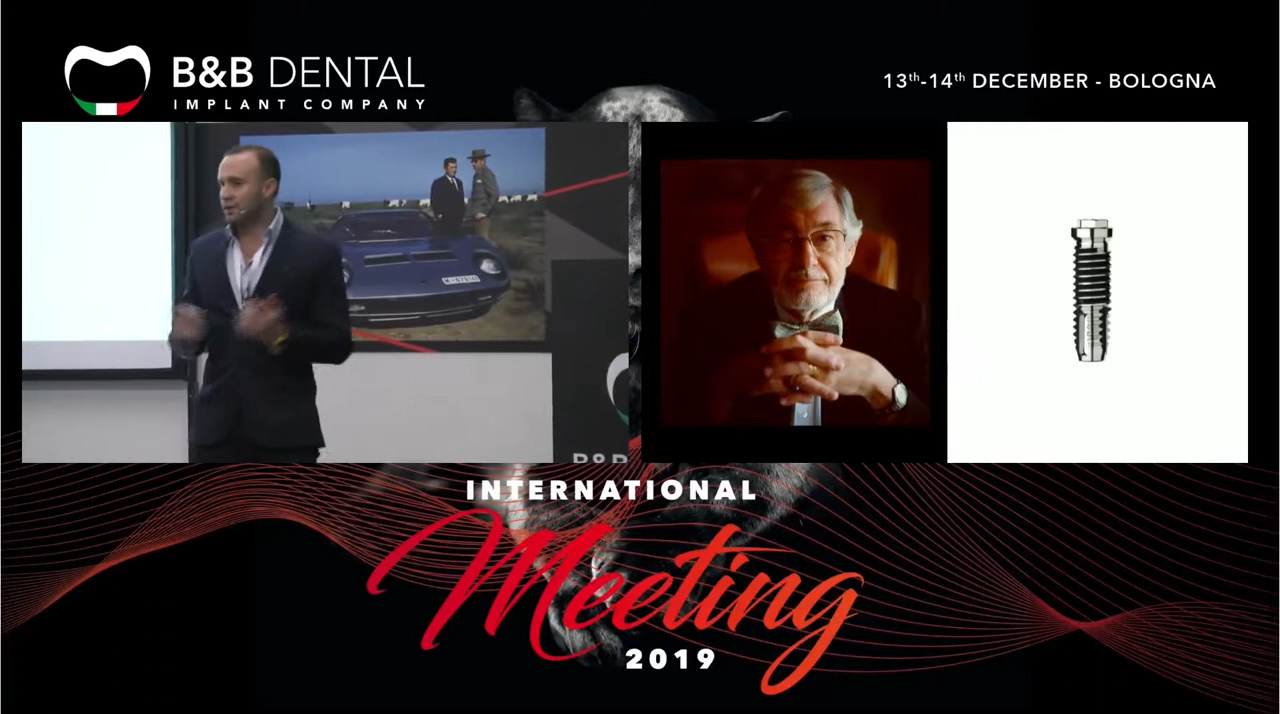 B&B DENTAL
IMPLANT COMPANY
13th-14th DECEMBER - BOLOGNA
B&B
INTERNATIONAL
Meeting
2019